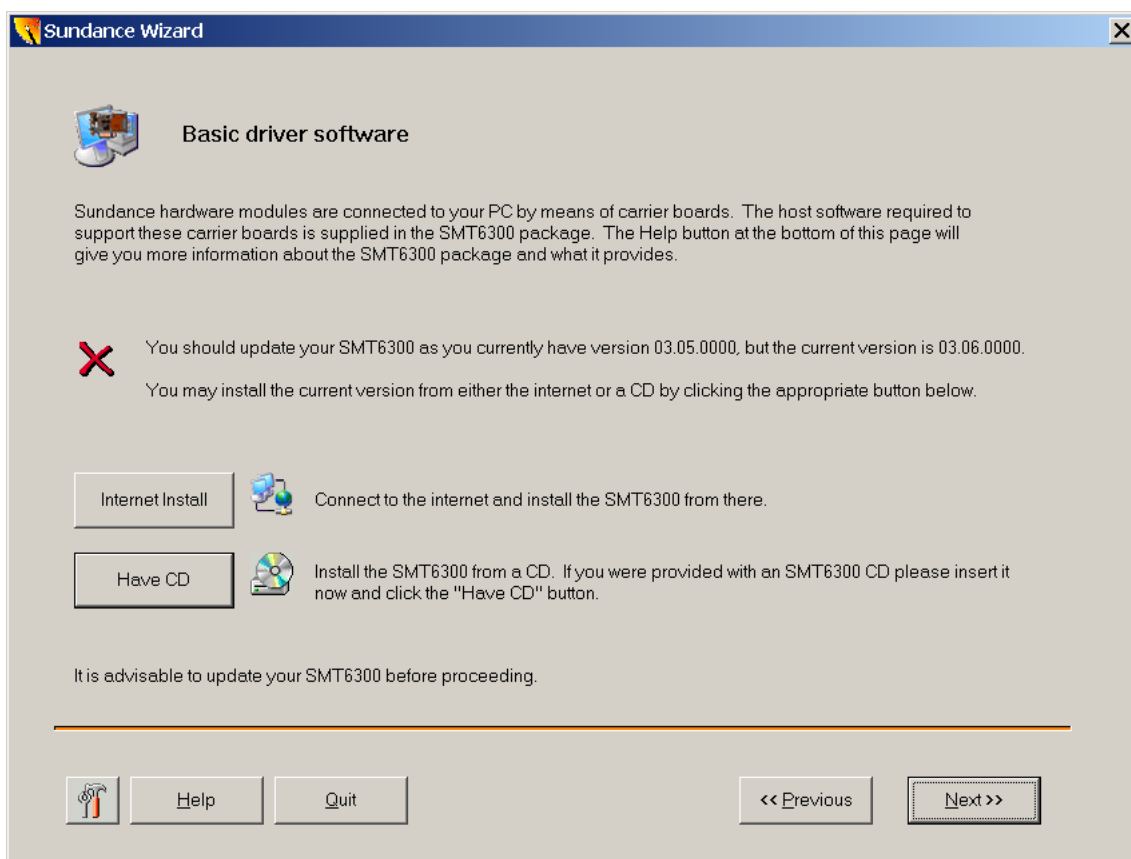 Sundance Wizard
Basic driver software
Sundance hardware modules are connected to your PC by means of carrier boards. The host software required to
support these carrier boards is supplied in the SMT6300 package. The Help button at the bottom of this page will
give you more information about the SMT6300 package and what it provides.
You should update your SMT6300 as you currently have version 03.05.0000, but the current version is 03.06.0000.
You may install the current version from either the internet or a CD by clicking the appropriate button below.
Internet Install
Connect to the internet and install the SMT6300 from there.
Have CD
Install the SMT6300 from a CD. If you were provided with an SMT6300 CD please insert it
now and click the "Have CD" button.
It is advisable to update your SMT6300 before proceeding.
Help
Quit
<< Previous
Next >>